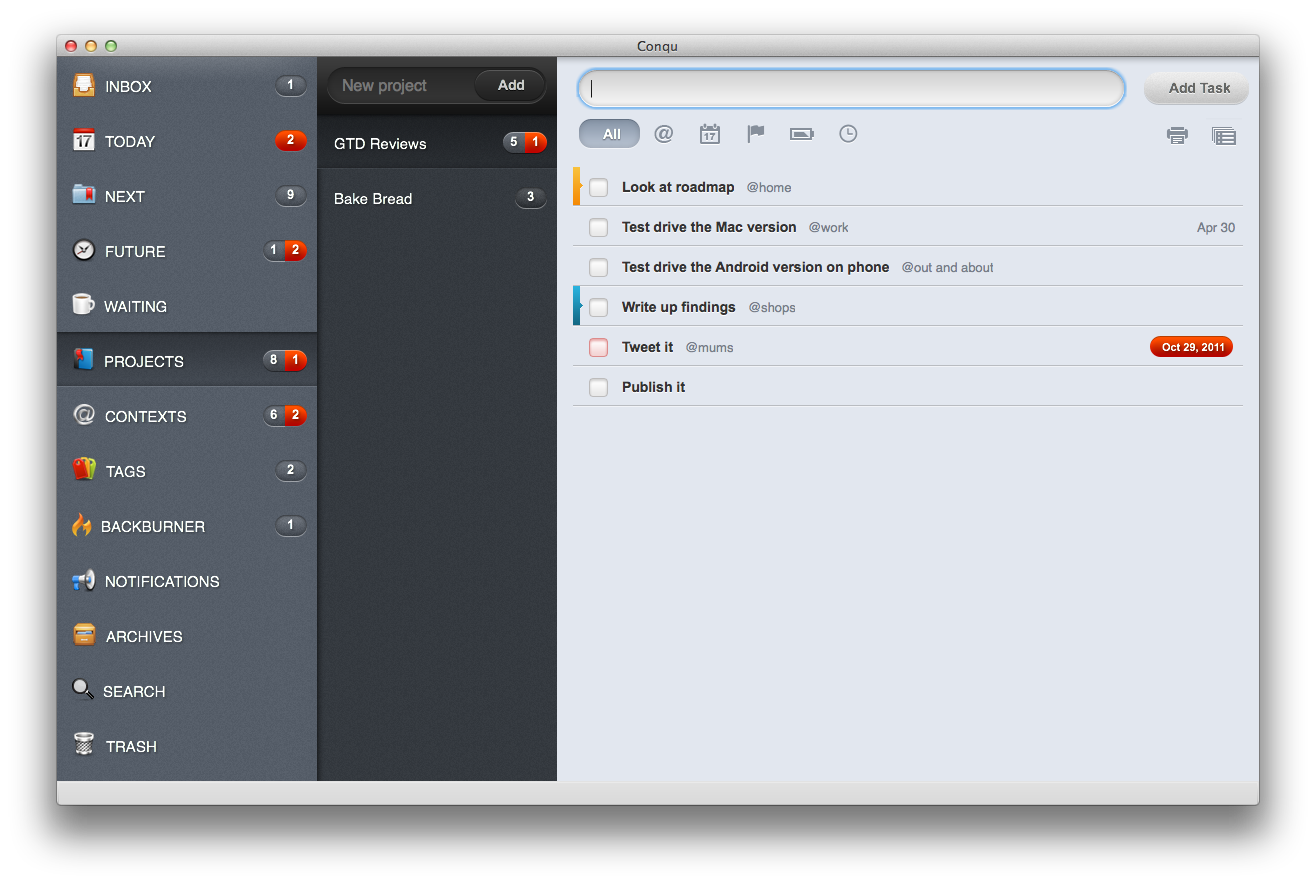 Conqu
INBOX 1
17 TODAY 2
NEXT 9
FUTURE 1 2
WAITING
PROJECTS 8 1
@ CONTEXTS 6 2
TAGS 2
BACKBURNER 1
NOTIFICATIONS
ARCHIVES
SEARCH
TRASH
New project Add
GTD Reviews 5 1
Bake Bread 3
Add Task
All @ 17
Look at roadmap @home
Test drive the Mac version @work Apr 30
Test drive the Android version on phone @out and about
Write up findings @shops
Tweet it @mums Oct 29, 2011
Publish it